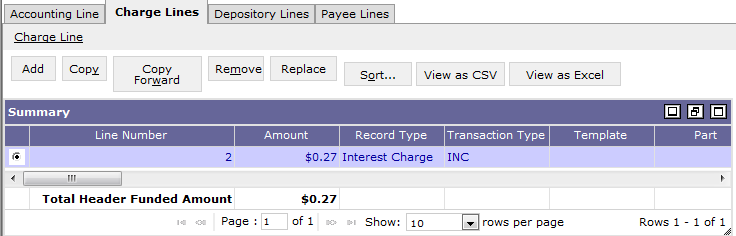 Accounting Line Charge Lines Depository Lines Payee Lines
Charge Line
Add Copy Copy Forward Remove Replace Sort... View as CSV View as Excel
Summary
Line Number Amount Record Type Transaction Type Template Part
2 $0.27 Interest Charge INC
Total Header Funded Amount $0.27
Page : 1 of 1 Show: 10 rows per page Rows 1 - 1 of 1